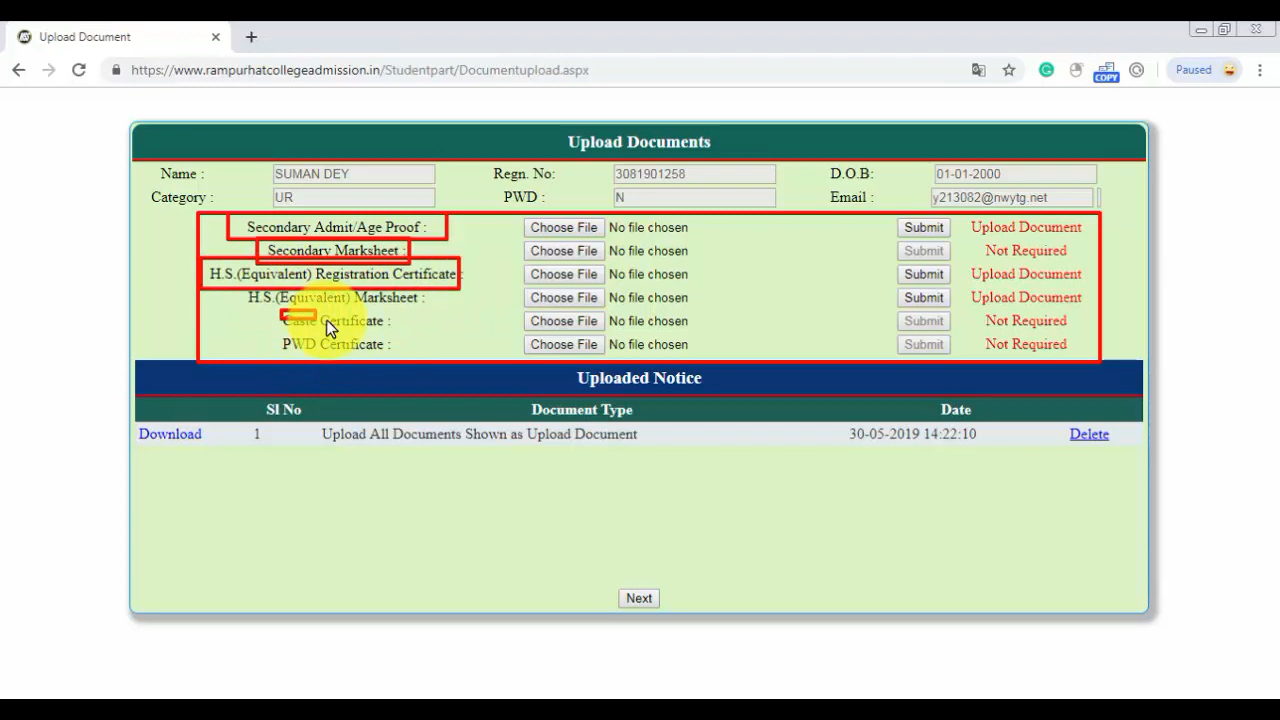 Upload Document
https://www.rampurhatcollegeadmission.in/Studentpart/Documentupload.aspx COPY Paused
Upload Documents
Name : SUMAN DEY Regn. No: 3081901258 D.O.B: 01-01-2000
Category : UR PWD : N Email : y213082@nwytg.net
Secondary Admit/Age Proof : Choose File No file chosen Submit Upload Document
Secondary Marksheet : Choose File No file chosen Submit Not Required
H.S.(Equivalent) Registration Certificate : Choose File No file chosen Submit Upload Document
H.S.(Equivalent) Marksheet : Choose File No file chosen Submit Upload Document
Caste Certificate : Choose File No file chosen Submit Not Required
PWD Certificate : Choose File No file chosen Submit Not Required
Uploaded Notice
Sl No Document Type Date
Download 1 Upload All Documents Shown as Upload Document 30-05-2019 14:22:10 Delete
Next